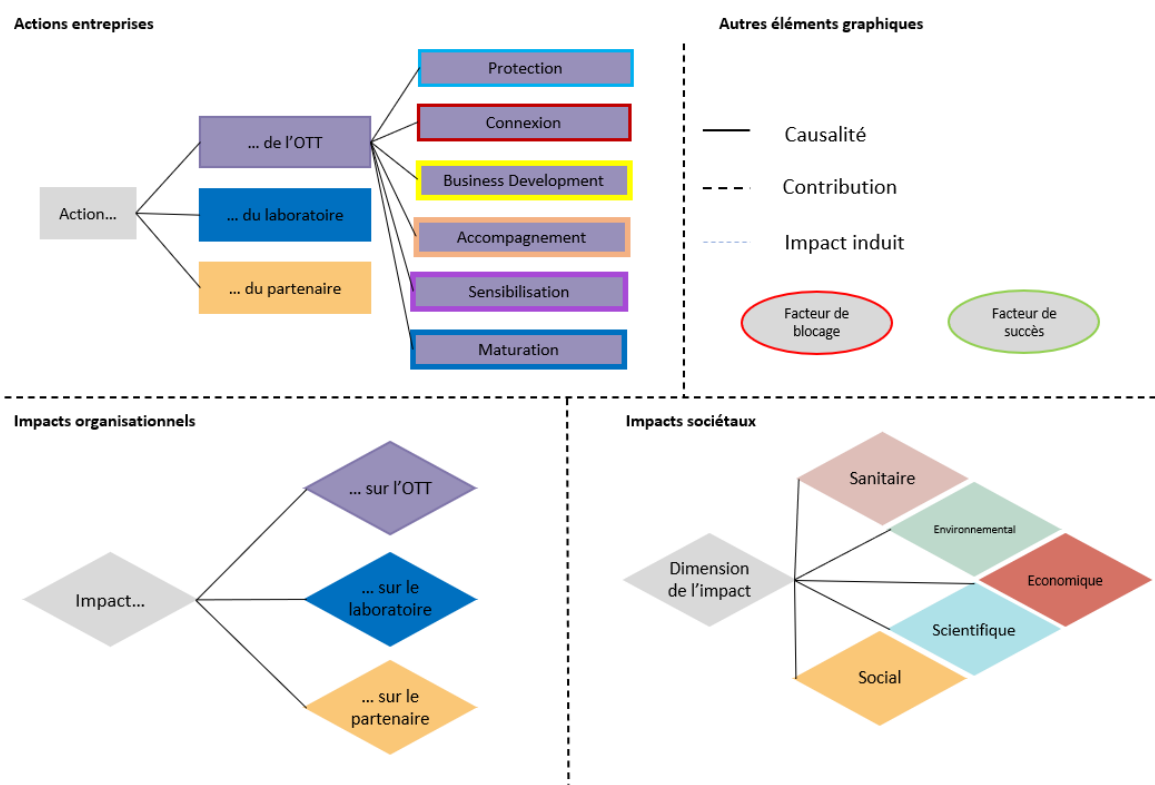 Actions entreprises
Action…
… de l’OTT
… du laboratoire
… du partenaire
Protection
Connexion
Business Development
Accompagnement
Sensibilisation
Maturation
Autres éléments graphiques
Causalité
Contribution
Impact induit
Facteur de
blocage
Facteur de
succès
Impacts organisationnels
Impact…
… sur l’OTT
… sur le
laboratoire
… sur le
partenaire
Impacts sociétaux
Dimension
de l’impact
Sanitaire
Environnemental
Economique
Scientifique
Social